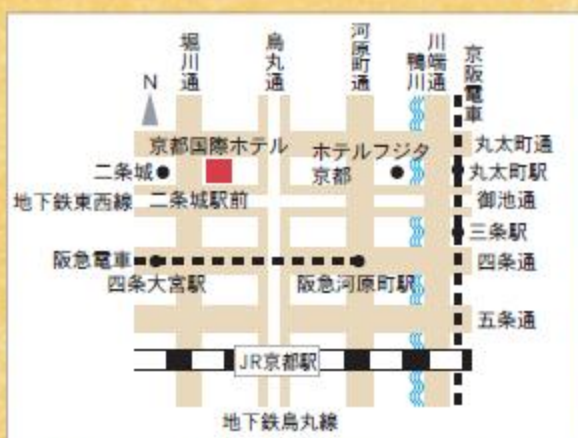 堀川通
烏丸通
河原町通
鴨川
川端通
京阪電車
N
京都国際ホテル
ホテルフジタ
京都
丸太町通
二条城
丸太町駅
地下鉄東西線
二条城駅前
御池通
三条駅
阪急電車
四条通
四条大宮駅
阪急河原町駅
五条通
JR京都駅
地下鉄烏丸線